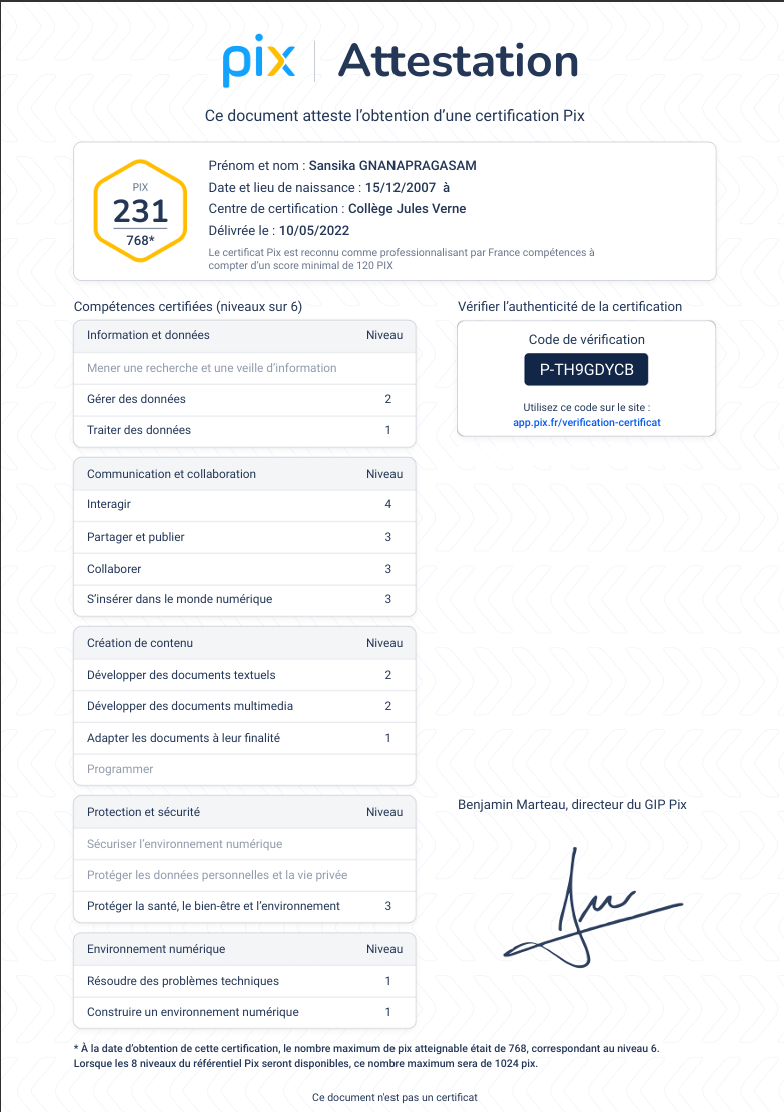 pix Attestation
Ce document atteste l'obtention d'une certification Pix
PIX
231
768*
Prénom et nom : Sansika GNANIAPRAGASAM
Date et lieu de naissance : 15/12/2007 à
Centre de certification : Collège Jules Verne
Délivrée le : 10/05/2022
Le certificat Pix est reconnu comme professionnalisant par France compétences à
compter d'un score minimal de 120 PIX
Compétences certifiées (niveaux sur 6)
Information et données Niveau
Mener une recherche et une veille d'information
Gérer des données 2
Traiter des données 1
Communication et collaboration Niveau
Interagir 4
Partager et publier 3
Collaborer 3
S'insérer dans le monde numérique 3
Création de contenu Niveau
Développer des documents textuels 2
Développer des documents multimedia 2
Adapter les documents à leur finalité 1
Programmer
Protection et sécurité Niveau
Sécuriser l'environnement numérique
Protéger les données personnelles et la vie privée
Protéger la santé, le bien-être et l'environnement 3
Environnement numérique Niveau
Résoudre des problèmes techniques 1
Construire un environnement numérique 1
Vérifier l'authenticité de la certification
Code de vérification
P-TH9GDYCB
Utilisez ce code sur le site :
app.pix.fr/verification-certificat
Benjamin Marteau, directeur du GIP Pix
* À la date d'obtention de cette certification, le nombre maximum de pix atteignable était de 768, correspondant au niveau 6.
Lorsque les 8 niveaux du référentiel Pix seront disponibles, ce nombre maximum sera de 1024 pix.
Ce document n'est pas un certificat